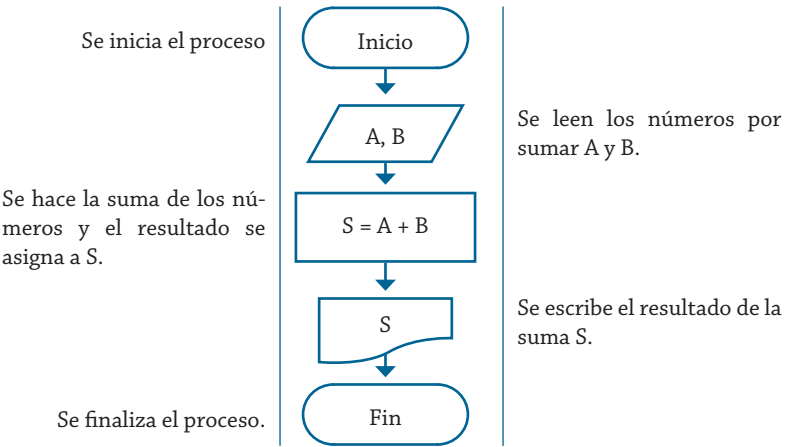 Se inicia el proceso
Inicio
A, B
Se leen los números por
sumar A y B.
Se hace la suma de los nú-
meros y el resultado se
asigna a S.
S = A + B
S
Se escribe el resultado de la
suma S.
Se finaliza el proceso.
Fin